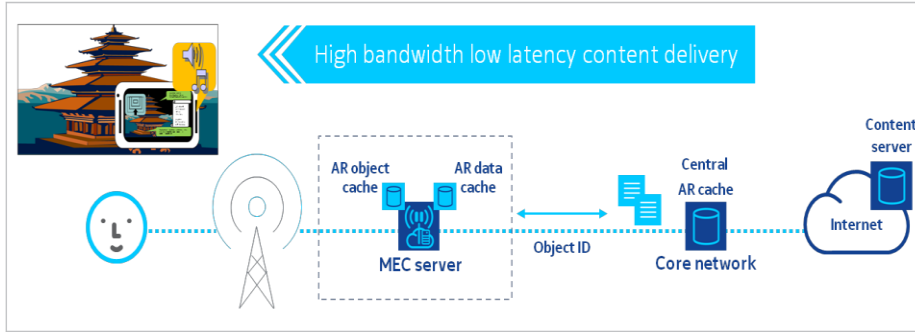 High bandwidth low latency content delivery
Content
server
AR object
cache
AR data
cache
Central
AR cache
Internet
Object ID
MEC server
Core network